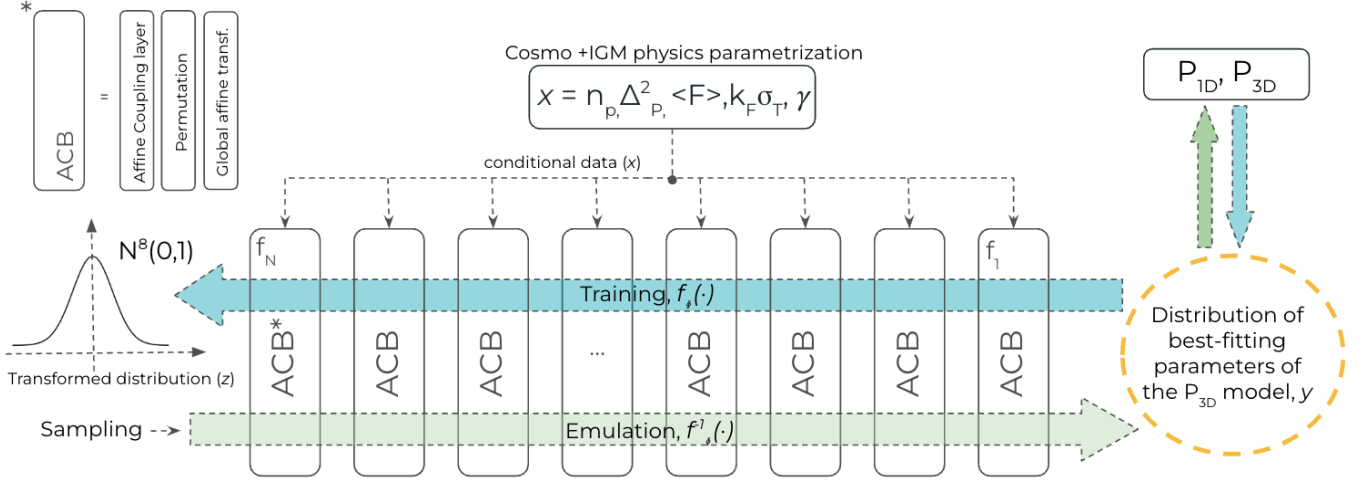 *
ACB
=
Affine Coupling layer
Permutation
Global affine transf.
Cosmo +IGM physics parametrization
x = n_p, Δ²_P, <F>,k_F σ_T, γ
P_1D, P_3D
conditional data (x)
N⁸(0,1)
f_N
f_1
Training, f_ϕ(·)
ACB*
ACB
ACB
...
ACB
ACB
ACB
ACB
Distribution of
best-fitting
parameters of
the P_3D model, y
Transformed distribution (z)
Sampling
Emulation, f⁻¹_ϕ(·)